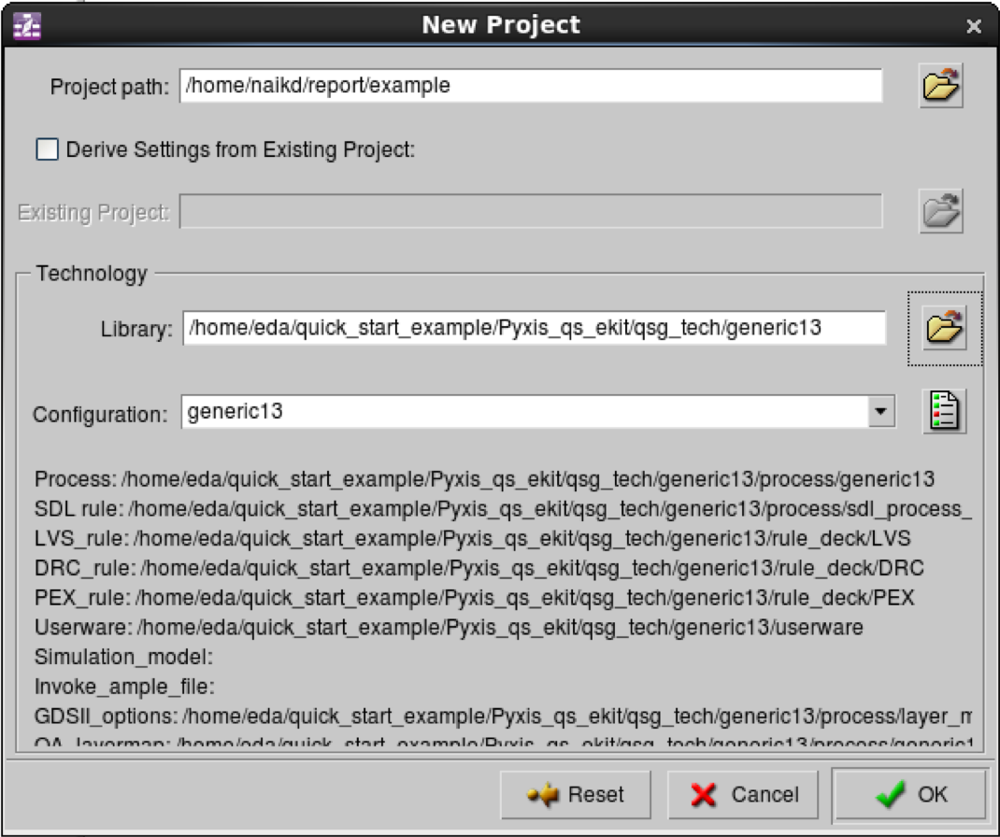 New Project
Project path: /home/naikd/report/example
Derive Settings from Existing Project:
Existing Project:
Technology
Library: /home/eda/quick_start_example/Pyxis_qs_ekit/qsg_tech/generic13
Configuration: generic13
Process: /home/eda/quick_start_example/Pyxis_qs_ekit/qsg_tech/generic13/process/generic13
SDL rule: /home/eda/quick_start_example/Pyxis_qs_ekit/qsg_tech/generic13/process/sdl_process_
LVS_rule: /home/eda/quick_start_example/Pyxis_qs_ekit/qsg_tech/generic13/rule_deck/LVS
DRC_rule: /home/eda/quick_start_example/Pyxis_qs_ekit/qsg_tech/generic13/rule_deck/DRC
PEX_rule: /home/eda/quick_start_example/Pyxis_qs_ekit/qsg_tech/generic13/rule_deck/PEX
Userware: /home/eda/quick_start_example/Pyxis_qs_ekit/qsg_tech/generic13/userware
Simulation_model:
Invoke_ample_file:
GDSII_options: /home/eda/quick_start_example/Pyxis_qs_ekit/qsg_tech/generic13/process/layer_m
OA_layermap: /home/eda/quick_start_example/Pyxis_qs_ekit/qsg_tech/generic13/process/generic1
Reset
Cancel
OK